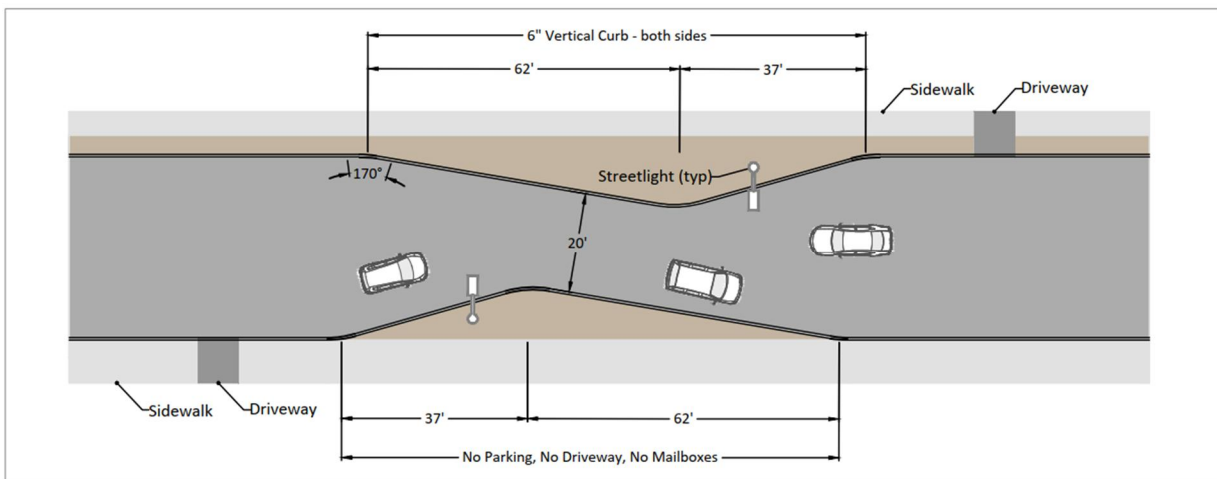 6" Vertical Curb - both sides
62'
37'
Sidewalk
Driveway
170°
Streetlight (typ)
20'
Sidewalk
Driveway
37'
62'
No Parking, No Driveway, No Mailboxes